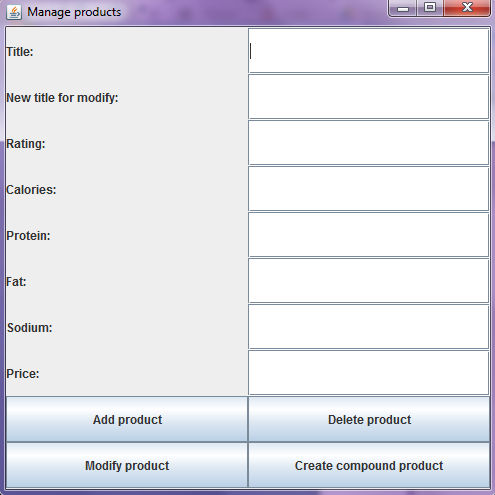 Manage products
Title:
New title for modify:
Rating:
Calories:
Protein:
Fat:
Sodium:
Price:
Add product
Delete product
Modify product
Create compound product